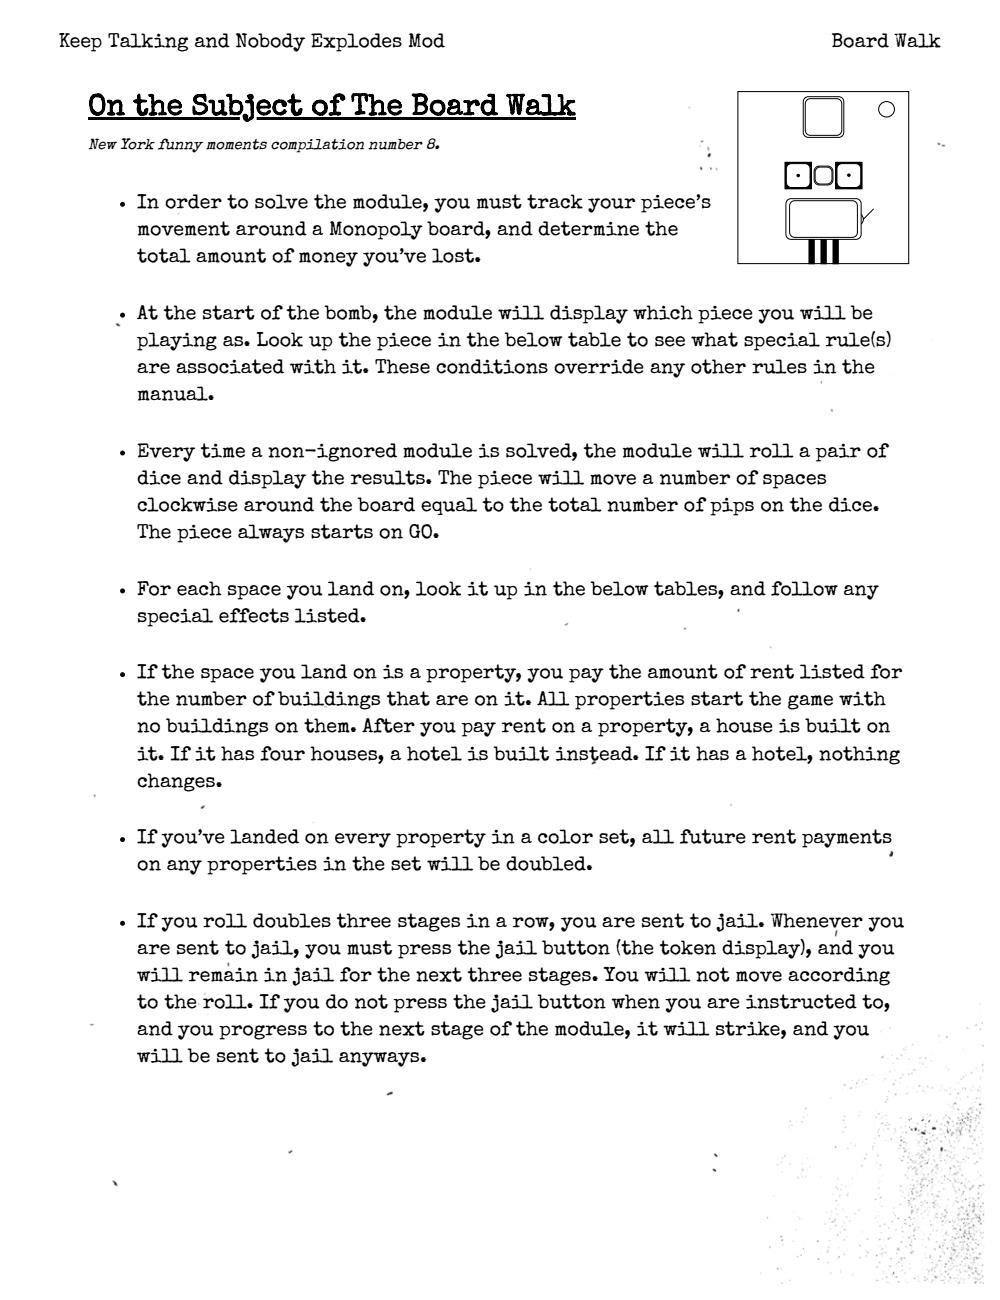 Keep Talking and Nobody Explodes Mod
Board Walk
On the Subject of The Board Walk
New York funny moments compilation number 8.
• In order to solve the module, you must track your piece's
movement around a Monopoly board, and determine the
total amount of money you've lost.
• At the start of the bomb, the module will display which piece you will be
playing as. Look up the piece in the below table to see what special rule(s)
are associated with it. These conditions override any other rules in the
manual.
• Every time a non-ignored module is solved, the module will roll a pair of
dice and display the results. The piece will move a number of spaces
clockwise around the board equal to the total number of pips on the dice.
The piece always starts on GO.
• For each space you land on, look it up in the below tables, and follow any
special effects listed.
• If the space you land on is a property, you pay the amount of rent listed for
the number of buildings that are on it. All properties start the game with
no buildings on them. After you pay rent on a property, a house is built on
it. If it has four houses, a hotel is built instead. If it has a hotel, nothing
changes.
• If you've landed on every property in a color set, all future rent payments
on any properties in the set will be doubled.
• If you roll doubles three stages in a row, you are sent to jail. Whenever you
are sent to jail, you must press the jail button (the token display), and you
will remain in jail for the next three stages. You will not move according
to the roll. If you do not press the jail button when you are instructed to,
and you progress to the next stage of the module, it will strike, and you
will be sent to jail anyways.